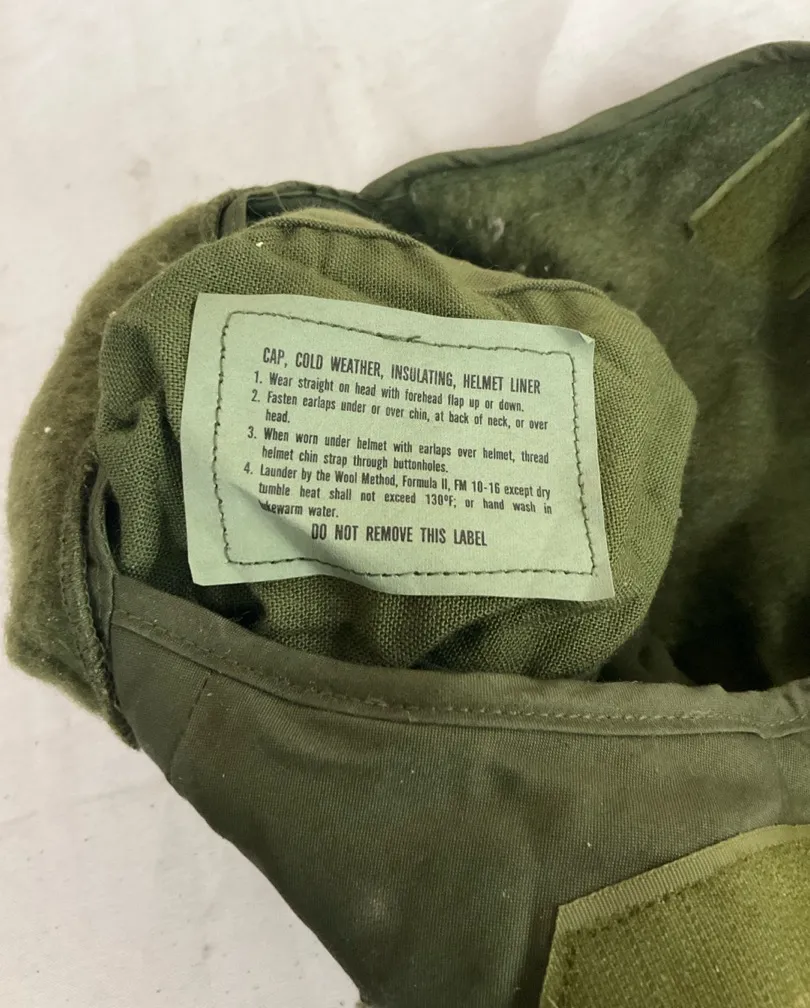 CAP, COLD WEATHER, INSULATING, HELMET LINER
1. Wear straight on head with forehead flap up or down.
2. Fasten earlaps under or over chin, at back of neck, or over
head.
3. When worn under helmet with earlaps over helmet, thread
helmet chin strap through buttonholes.
4. Launder by the Wool Method, Formula II, FM 10-16 except dry
tumble heat shall not exceed 130°F; or hand wash in
kewarm water.
DO NOT REMOVE THIS LABEL